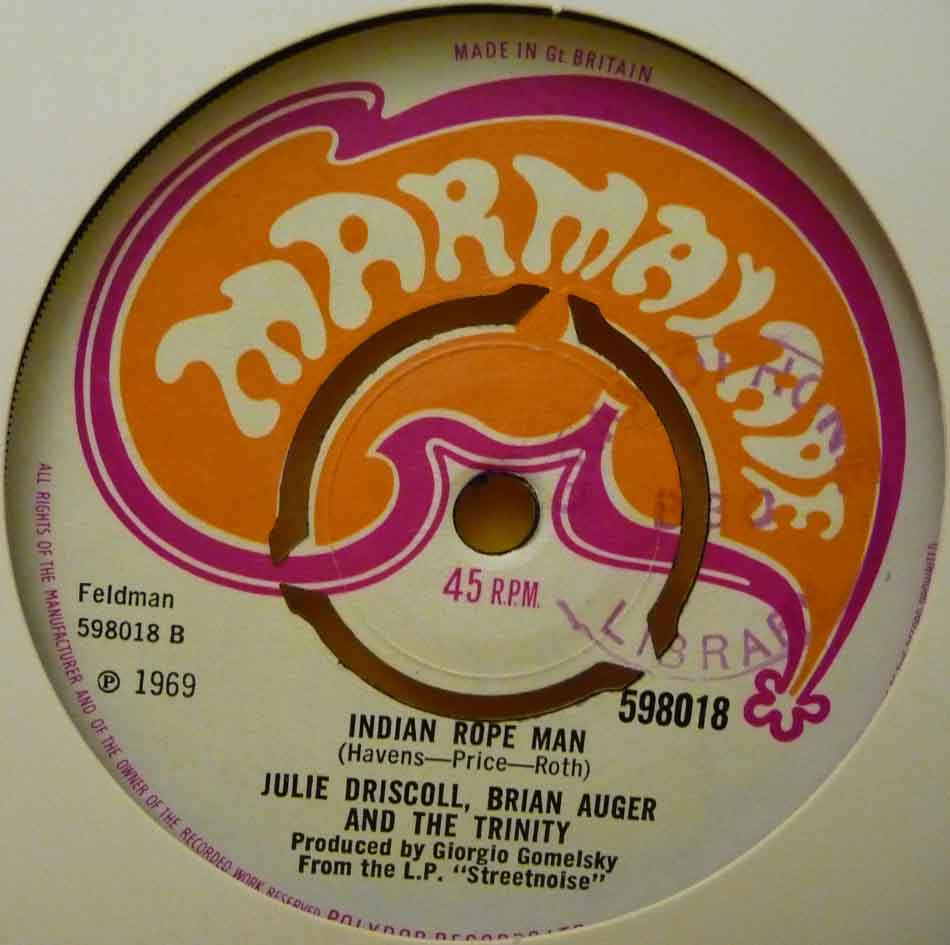 MADE IN Gt. BRITAIN
MARMALADE
45 R.P.M.
Feldman
598018 B
℗ 1969
598018
INDIAN ROPE MAN
(Havens—Price—Roth)
JULIE DRISCOLL, BRIAN AUGER
AND THE TRINITY
Produced by Giorgio Gomelsky
From the L.P. "Streetnoise"
BBC
ALL RIGHTS OF THE MANUFACTURER AND OF THE OWNER OF THE RECORDED WORK RESERVED